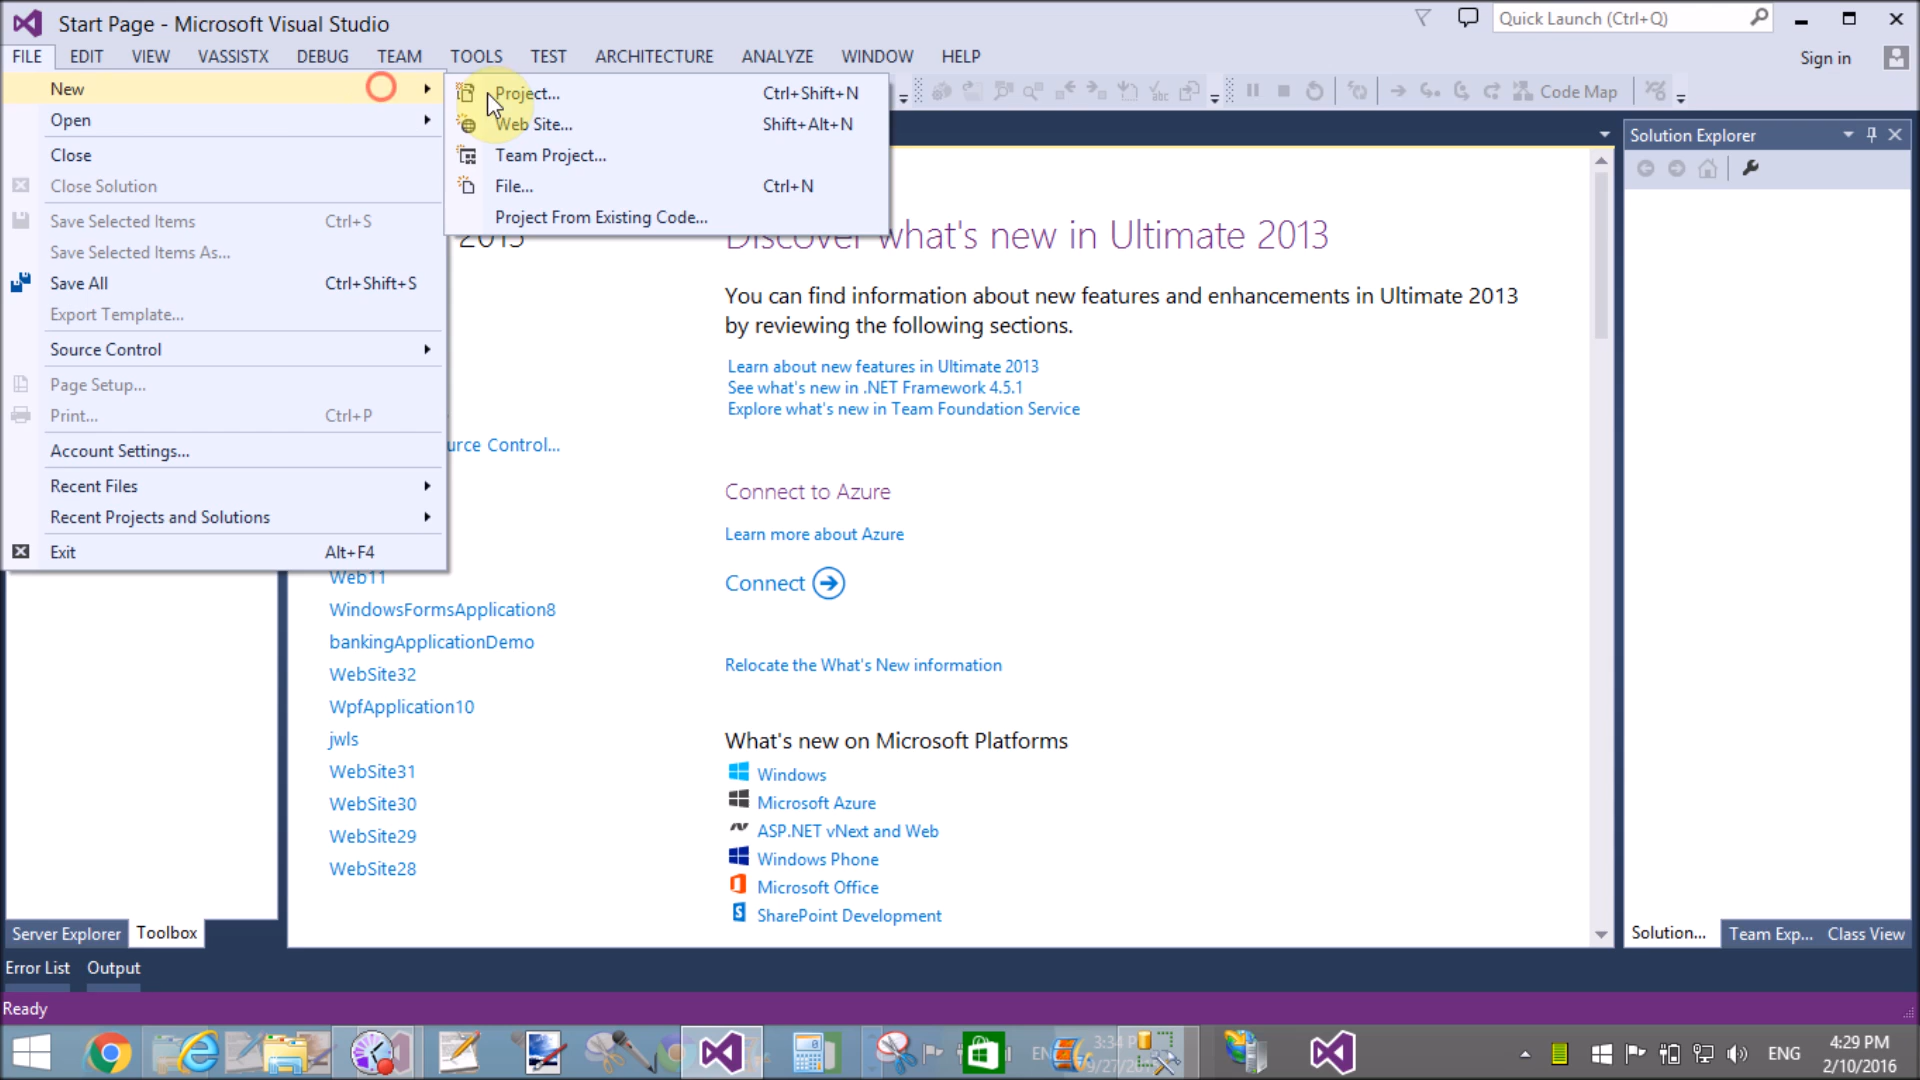 Start Page - Microsoft Visual Studio
Quick Launch (Ctrl+Q)
FILE EDIT VIEW VASSISTX DEBUG TEAM TOOLS TEST ARCHITECTURE ANALYZE WINDOW HELP
Sign in
New
Open
Close
Close Solution
Save Selected Items Ctrl+S
Save Selected Items As...
Save All Ctrl+Shift+S
Export Template...
Source Control
Page Setup...
Print... Ctrl+P
Account Settings...
Recent Files
Recent Projects and Solutions
Exit Alt+F4
Project... Ctrl+Shift+N
Web Site... Shift+Alt+N
Team Project...
File... Ctrl+N
Project From Existing Code...
Code Map
2013
urce Control...
Web11
WindowsFormsApplication8
bankingApplicationDemo
WebSite32
WpfApplication10
jwls
WebSite31
WebSite30
WebSite29
WebSite28
Discover what's new in Ultimate 2013
You can find information about new features and enhancements in Ultimate 2013
by reviewing the following sections.
Learn about new features in Ultimate 2013
See what's new in .NET Framework 4.5.1
Explore what's new in Team Foundation Service
Connect to Azure
Learn more about Azure
Connect
Relocate the What's New information
What's new on Microsoft Platforms
Windows
Microsoft Azure
ASP.NET vNext and Web
Windows Phone
Microsoft Office
SharePoint Development
Solution Explorer
Solution... Team Exp... Class View
Server Explorer Toolbox
Error List Output
Ready
ENG
4:29 PM
2/10/2016